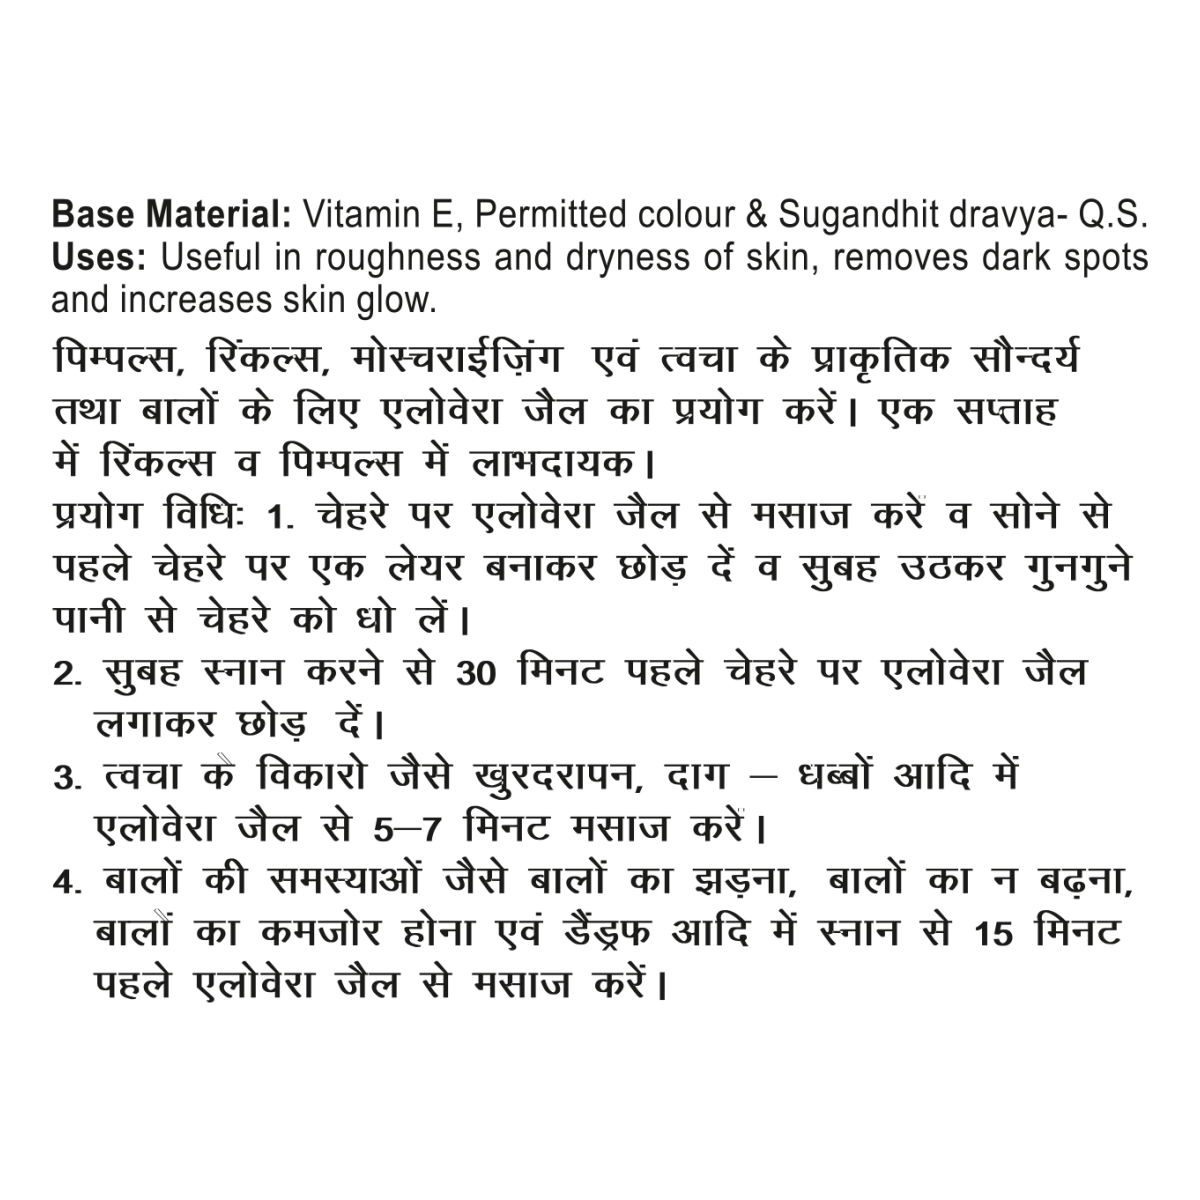 Base Material: Vitamin E, Permitted colour & Sugandhit dravya- Q.S.
Uses: Useful in roughness and dryness of skin, removes dark spots
and increases skin glow.
पिम्पल्स, रिंकल्स, मोस्चराईज़िंग एवं त्वचा के प्राकृतिक सौन्दर्य
तथा बालों के लिए एलोवेरा जैल का प्रयोग करें। एक सप्ताह
में रिंकल्स व पिम्पल्स में लाभदायक।
प्रयोग विधिः 1. चेहरे पर एलोवेरा जैल से मसाज करें व सोने से
पहले चेहरे पर एक लेयर बनाकर छोड़ दें व सुबह उठकर गुनगुने
पानी से चेहरे को धो लें।
2. सुबह स्नान करने से 30 मिनट पहले चेहरे पर एलोवेरा जैल
लगाकर छोड़ दें।
3. त्वचा के विकारो जैसे खुरदरापन, दाग – धब्बों आदि में
एलोवेरा जैल से 5–7 मिनट मसाज करें।
4. बालों की समस्याओं जैसे बालों का झड़ना, बालों का न बढ़ना,
बालों का कमजोर होना एवं डैंड्रफ आदि में स्नान से 15 मिनट
पहले एलोवेरा जैल से मसाज करें।